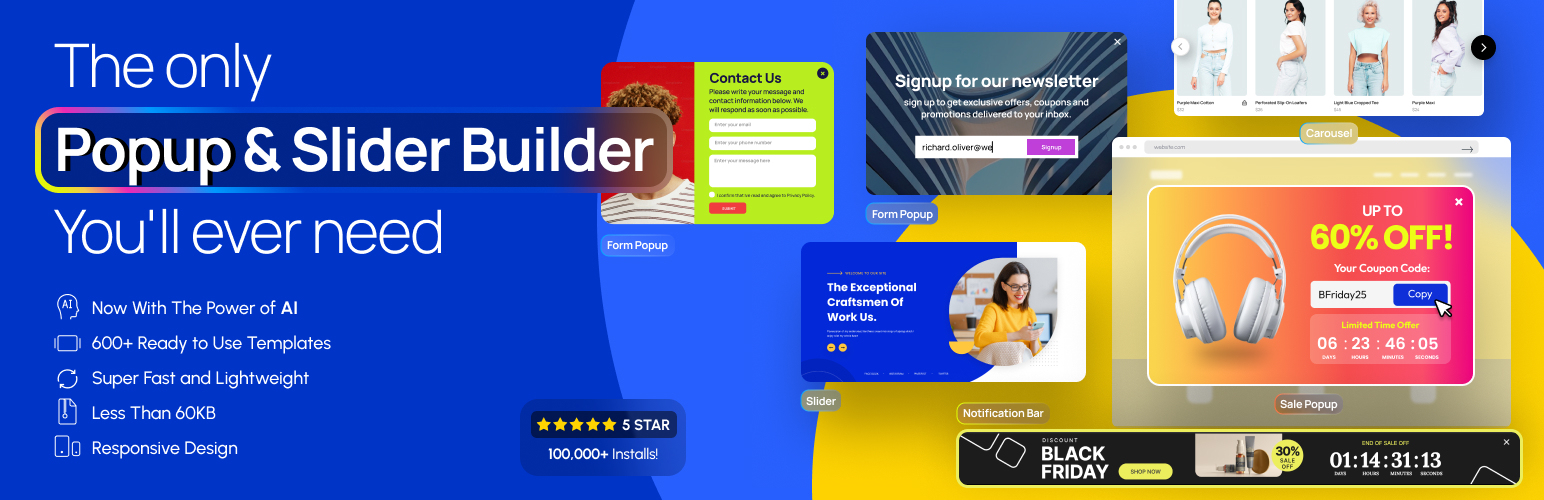 The only
Popup & Slider Builder
You'll ever need
AI
Now With The Power of AI
600+ Ready to Use Templates
Super Fast and Lightweight
Less Than 60KB
Responsive Design
5 STAR
100,000+ Installs!
Contact Us
Please write your message and
contact information below. We
will respond as soon as possible.
Enter your email
Enter your phone number
Enter your message here
I confirm that I've read and agree to Privacy Policy.
SUBMIT
Form Popup
Signup for our newsletter
sign up to get exclusive offers, coupons and
promotions delivered to your inbox.
richard.oliver@we
Signup
Form Popup
WELCOME TO OUR SITE
The Exceptional
Craftsmen Of
Work Us.
Slider
Purple Maxi Cotton
Perforated Slip On Loafers
Light Blue Cropped Tee
Purple Maxi
Carousel
website.com
UP TO
60% OFF!
Your Coupon Code:
BFriday25
Copy
Limited Time Offer
06 : 23 : 46 : 05
DAYS HOURS MINUTES SECONDS
Sale Popup
Notification Bar
DISCOUNT
BLACK
FRIDAY
SHOP NOW
30%
SALE
OFF
END OF SALE OFF
01:14:31:13
DAYS HOURS MINUTES SECONDS